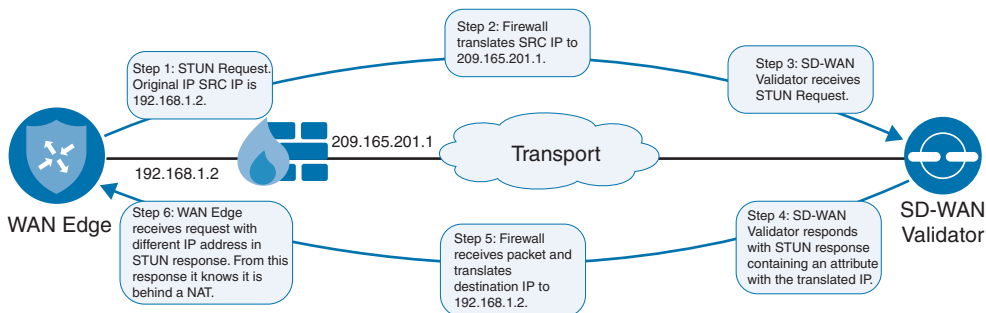 Step 1: STUN Request.
Original IP SRC IP is
192.168.1.2.
Step 2: Firewall
translates SRC IP to
209.165.201.1.
Step 3: SD-WAN
Validator receives
STUN Request.
209.165.201.1
Transport
192.168.1.2
WAN Edge
SD-WAN
Validator
Step 4: SD-WAN
Validator responds
with STUN response
containing an attribute
with the translated IP.
Step 5: Firewall
receives packet and
translates
destination IP to
192.168.1.2.
Step 6: WAN Edge
receives request with
different IP address in
STUN response. From this
response it knows it is
behind a NAT.